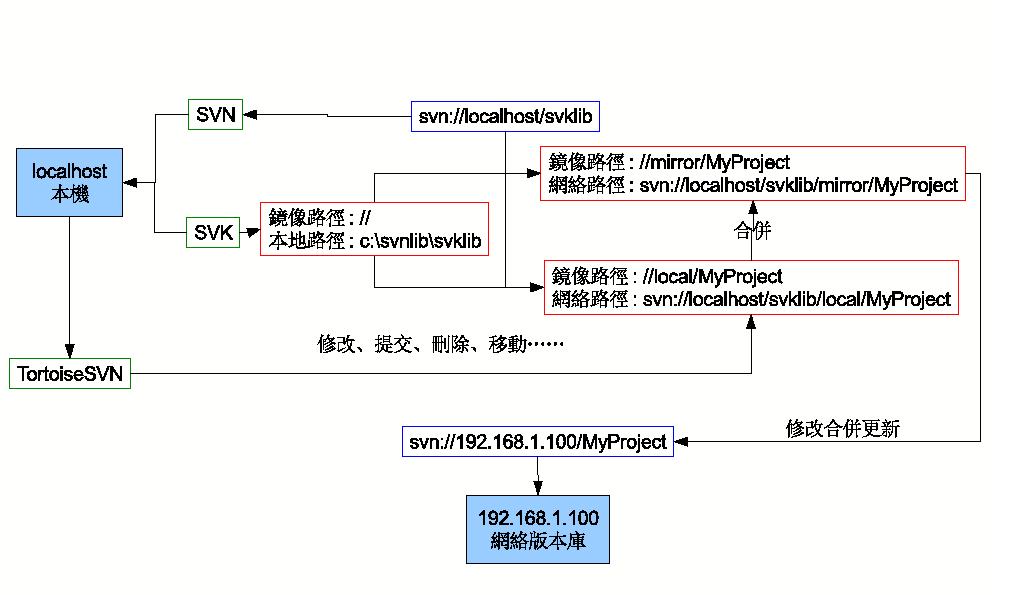 SVN
svn://localhost/svklib
localhost
本機
鏡像路徑 : //mirror/MyProject
網絡路徑 : svn://localhost/svklib/mirror/MyProject
SVK
鏡像路徑 : //
本地路徑 : c:\svnlib\svklib
合併
鏡像路徑 : //local/MyProject
網絡路徑 : svn://localhost/svklib/local/MyProject
修改、提交、刪除、移動……
TortoiseSVN
修改合併更新
svn://192.168.1.100/MyProject
192.168.1.100
網絡版本庫